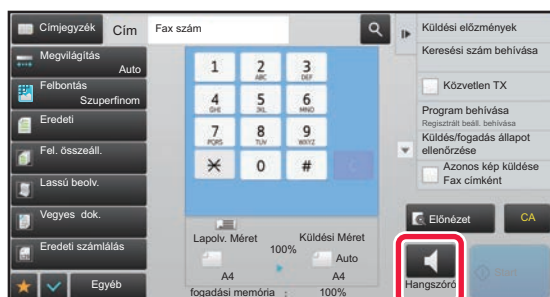 Címjegyzék
Cím
Fax szám
Megvilágítás
Auto
Felbontás
Szuperfinom
Eredeti
Fel. összeáll.
Lassú beolv.
Vegyes dok.
Eredeti számlálás
Egyéb
1
2
ABC
3
DEF
4
GHI
5
JKL
6
MNO
7
PQRS
8
TUV
9
WXYZ
0
#
Lapolv. Méret
100%
Küldési Méret
Auto
A4
A4
fogadási memória : 100%
Küldési előzmények
Keresési szám behívása
Közvetlen TX
Program behívása
Regisztrált beáll. behívása
Küldés/fogadás állapot
ellenőrzése
Azonos kép küldése
Fax címként
Előnézet
CA
Hangszóró
Start